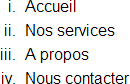 i. Accueil
ii. Nos services
iii. A propos
iv. Nous contacter